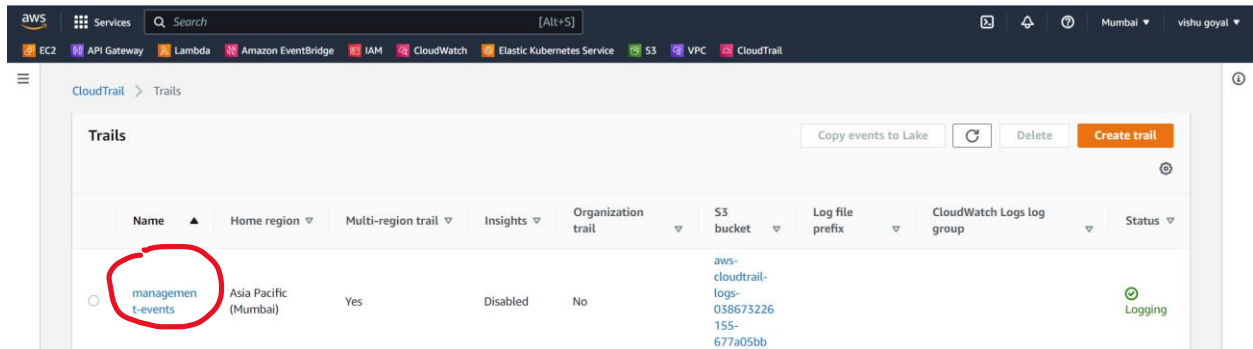 aws
Services
Search
[Alt+S]
Mumbai ▼
vishu goyal ▼
EC2
API Gateway
Lambda
Amazon EventBridge
IAM
CloudWatch
Elastic Kubernetes Service
S3
VPC
CloudTrail
CloudTrail > Trails
Trails
Copy events to Lake
Delete
Create trail
Name
Home region
Multi-region trail
Insights
Organization
trail
S3
bucket
Log file
prefix
CloudWatch Logs log
group
Status
managemen
t-events
Asia Pacific
(Mumbai)
Yes
Disabled
No
aws-
cloudtrail-
logs-
038673226
155-
677a05bb
Logging